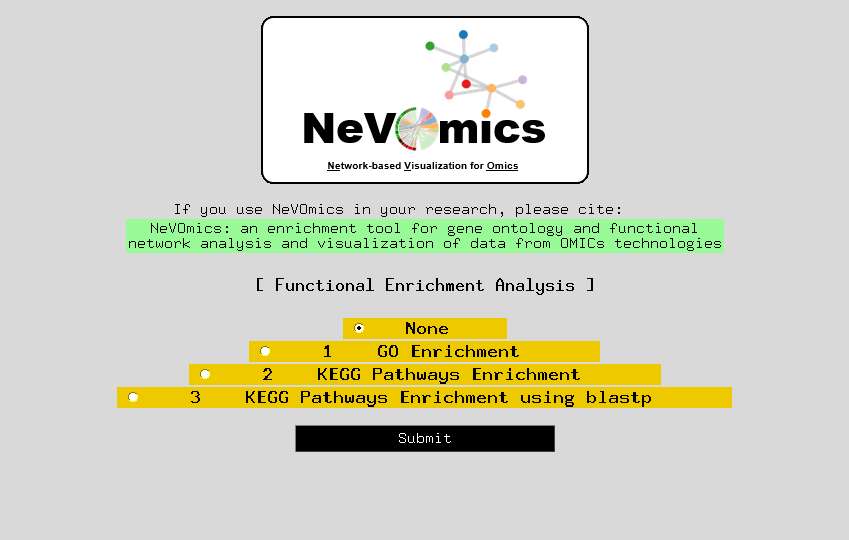 NeVOmics
Network-based Visualization for Omics
If you use NeVOmics in your research, please cite:
NeVOmics: an enrichment tool for gene ontology and functional
network analysis and visualization of data from OMICs technologies
[ Functional Enrichment Analysis ]
None
1 GO Enrichment
2 KEGG Pathways Enrichment
3 KEGG Pathways Enrichment using blastp
Submit